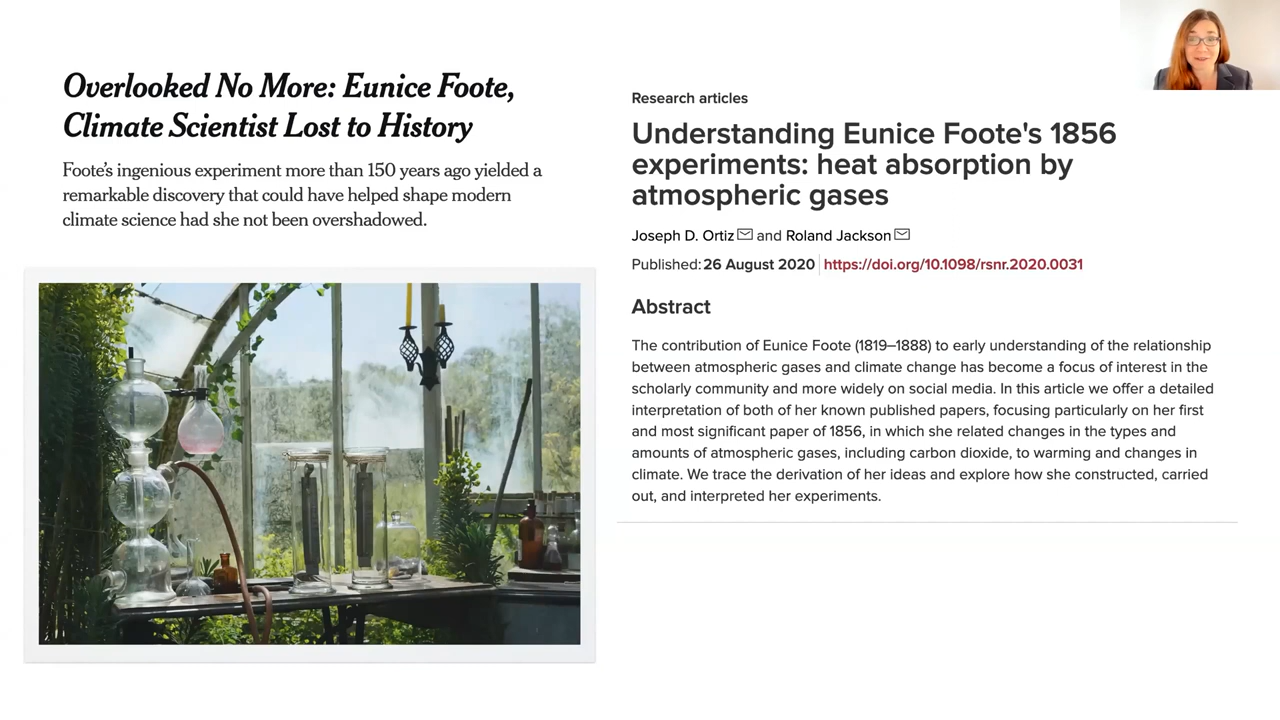 Overlooked No More: Eunice Foote,
Climate Scientist Lost to History
Foote’s ingenious experiment more than 150 years ago yielded a
remarkable discovery that could have helped shape modern
climate science had she not been overshadowed.
Research articles
Understanding Eunice Foote's 1856
experiments: heat absorption by
atmospheric gases
Joseph D. Ortiz and Roland Jackson
Published: 26 August 2020 https://doi.org/10.1098/rsnr.2020.0031
Abstract
The contribution of Eunice Foote (1819–1888) to early understanding of the relationship
between atmospheric gases and climate change has become a focus of interest in the
scholarly community and more widely on social media. In this article we offer a detailed
interpretation of both of her known published papers, focusing particularly on her first
and most significant paper of 1856, in which she related changes in the types and
amounts of atmospheric gases, including carbon dioxide, to warming and changes in
climate. We trace the derivation of her ideas and explore how she constructed, carried
out, and interpreted her experiments.